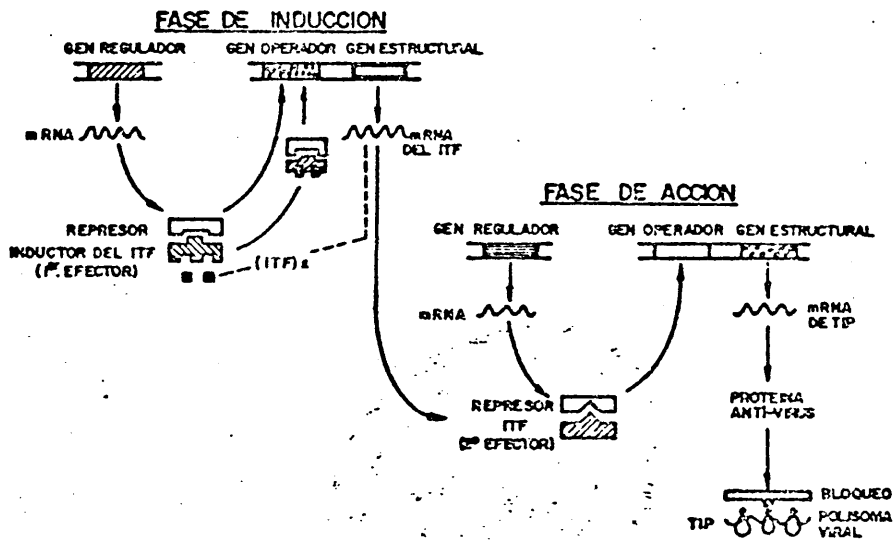 FASE DE INDUCCION
GEN REGULADOR
GEN OPERADOR GEN ESTRUCTURAL
mRNA
mRNA
DEL ITF
REPRESOR
INDUCTOR DEL ITF
(1er. EFECTOR)
(ITF)
FASE DE ACCION
GEN REGULADOR
GEN OPERADOR GEN ESTRUCTURAL
mRNA
mRNA
DE TIP
REPRESOR
ITF
(2º EFECTOR)
PROTEINA
ANTI-VIRUS
BLOQUEO
TIP
POLISOMA
VIRAL